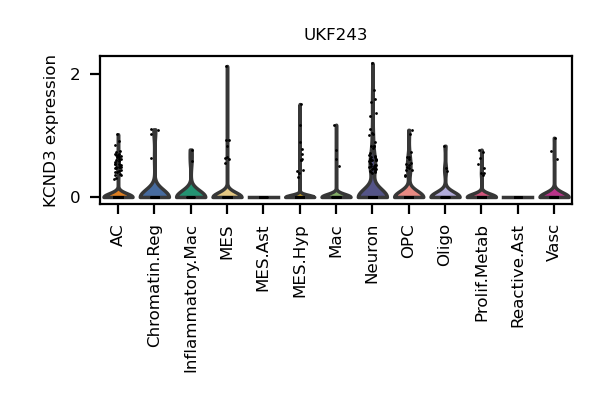 UKF243
KCND3 expression
2
0
AC
Chromatin.Reg
Inflammatory.Mac
MES
MES.Ast
MES.Hyp
Mac
Neuron
OPC
Oligo
Prolif.Metab
Reactive.Ast
Vasc